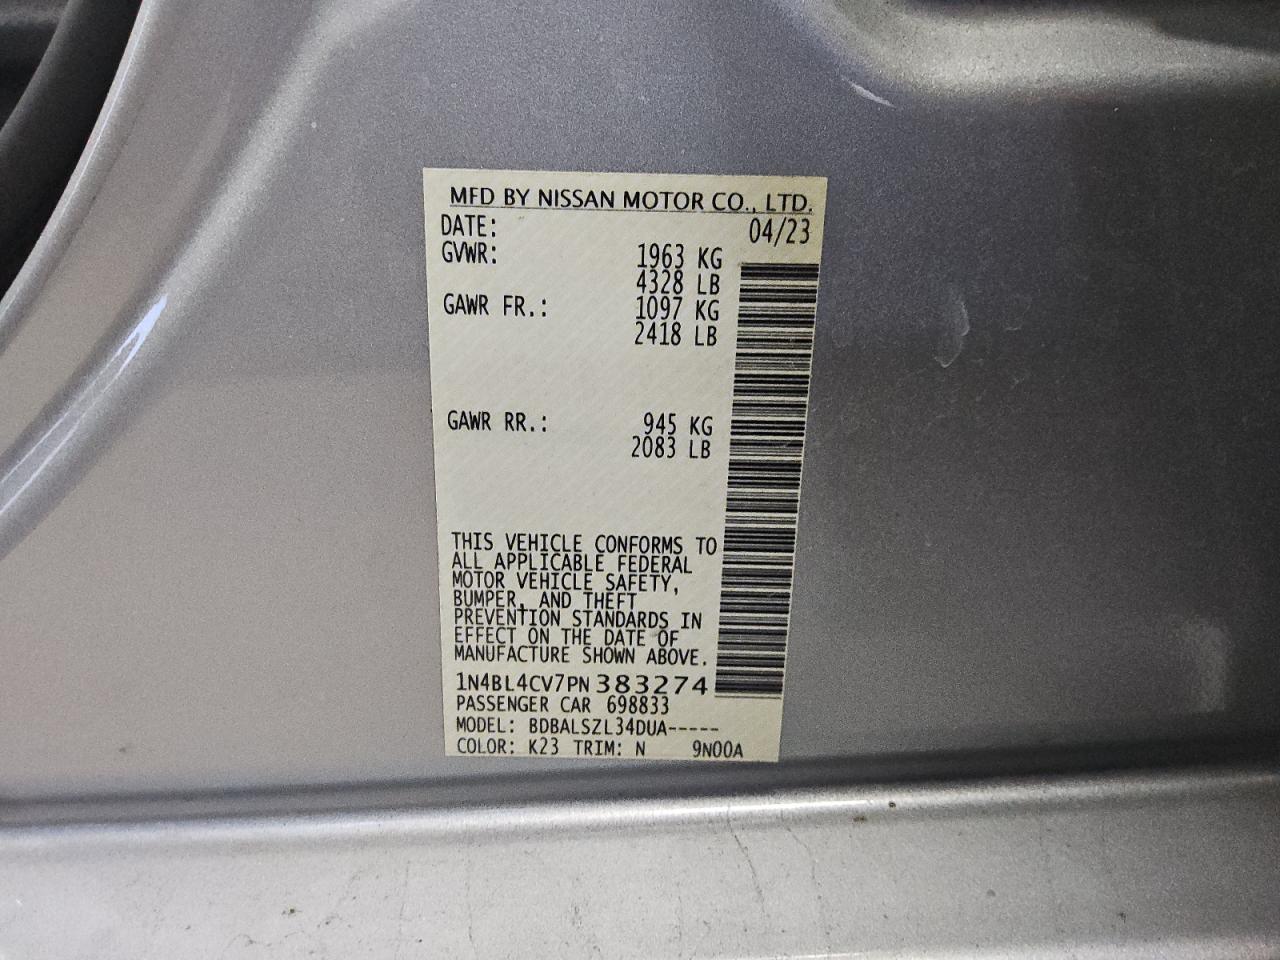 MFD BY NISSAN MOTOR CO., LTD.
DATE: 04/23
GVWR: 1963 KG
4328 LB
GAWR FR.: 1097 KG
2418 LB
GAWR RR.: 945 KG
2083 LB
THIS VEHICLE CONFORMS TO
ALL APPLICABLE FEDERAL
MOTOR VEHICLE SAFETY,
BUMPER, AND THEFT
PREVENTION STANDARDS IN
EFFECT ON THE DATE OF
MANUFACTURE SHOWN ABOVE.
1N4BL4CV7PN383274
PASSENGER CAR 698833
MODEL: BDBALSZL34DUA-----
COLOR: K23 TRIM: N 9N00A